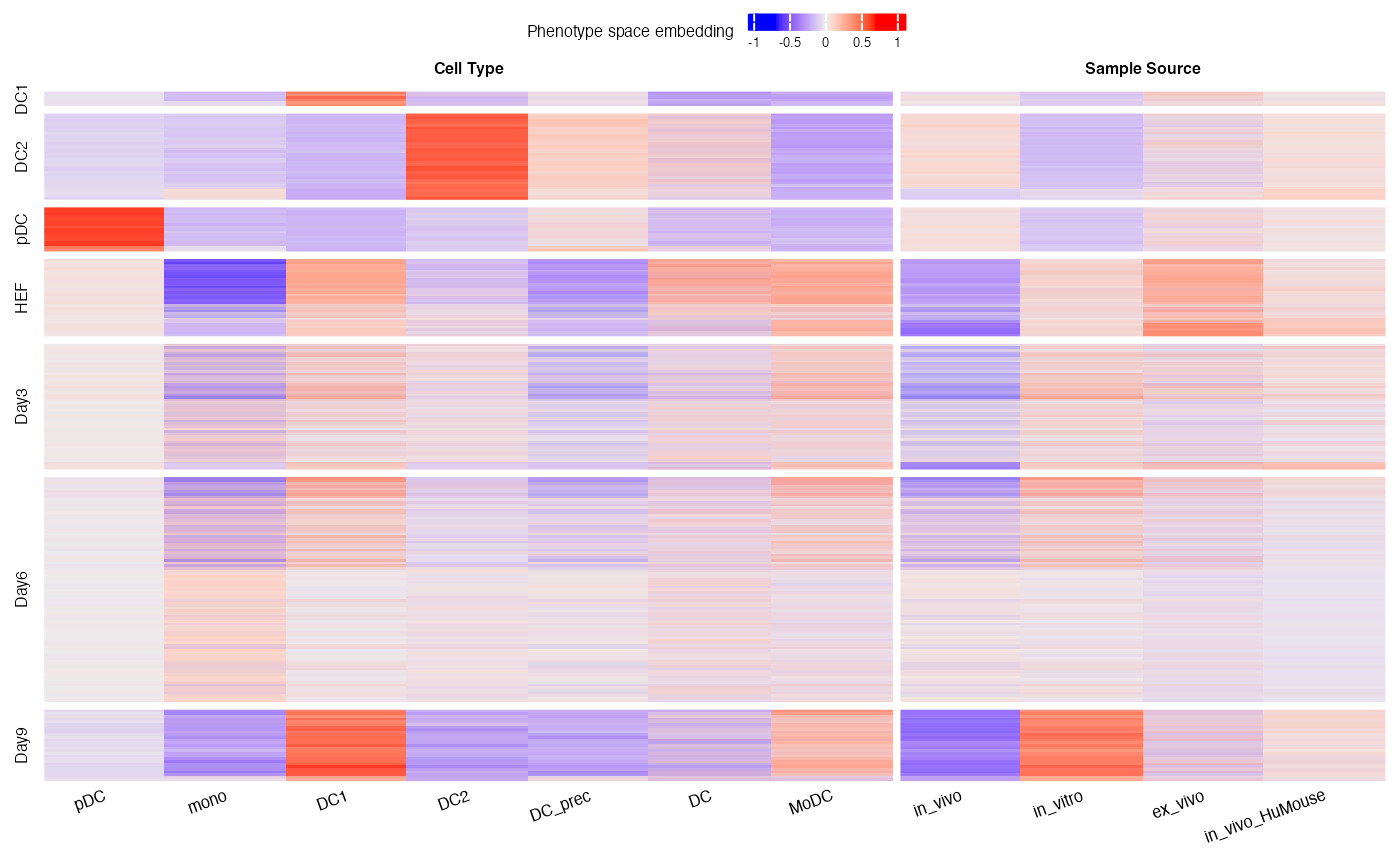 Phenotype space embedding
-1 -0.5 0 0.5 1
Cell Type Sample Source
DC1
DC2
pDC
HEF
Day3
Day6
Day9
pDC mono DC1 DC2 DC_prec DC MoDC in_vivo in_vitro ex_vivo in_vivo_HuMouse